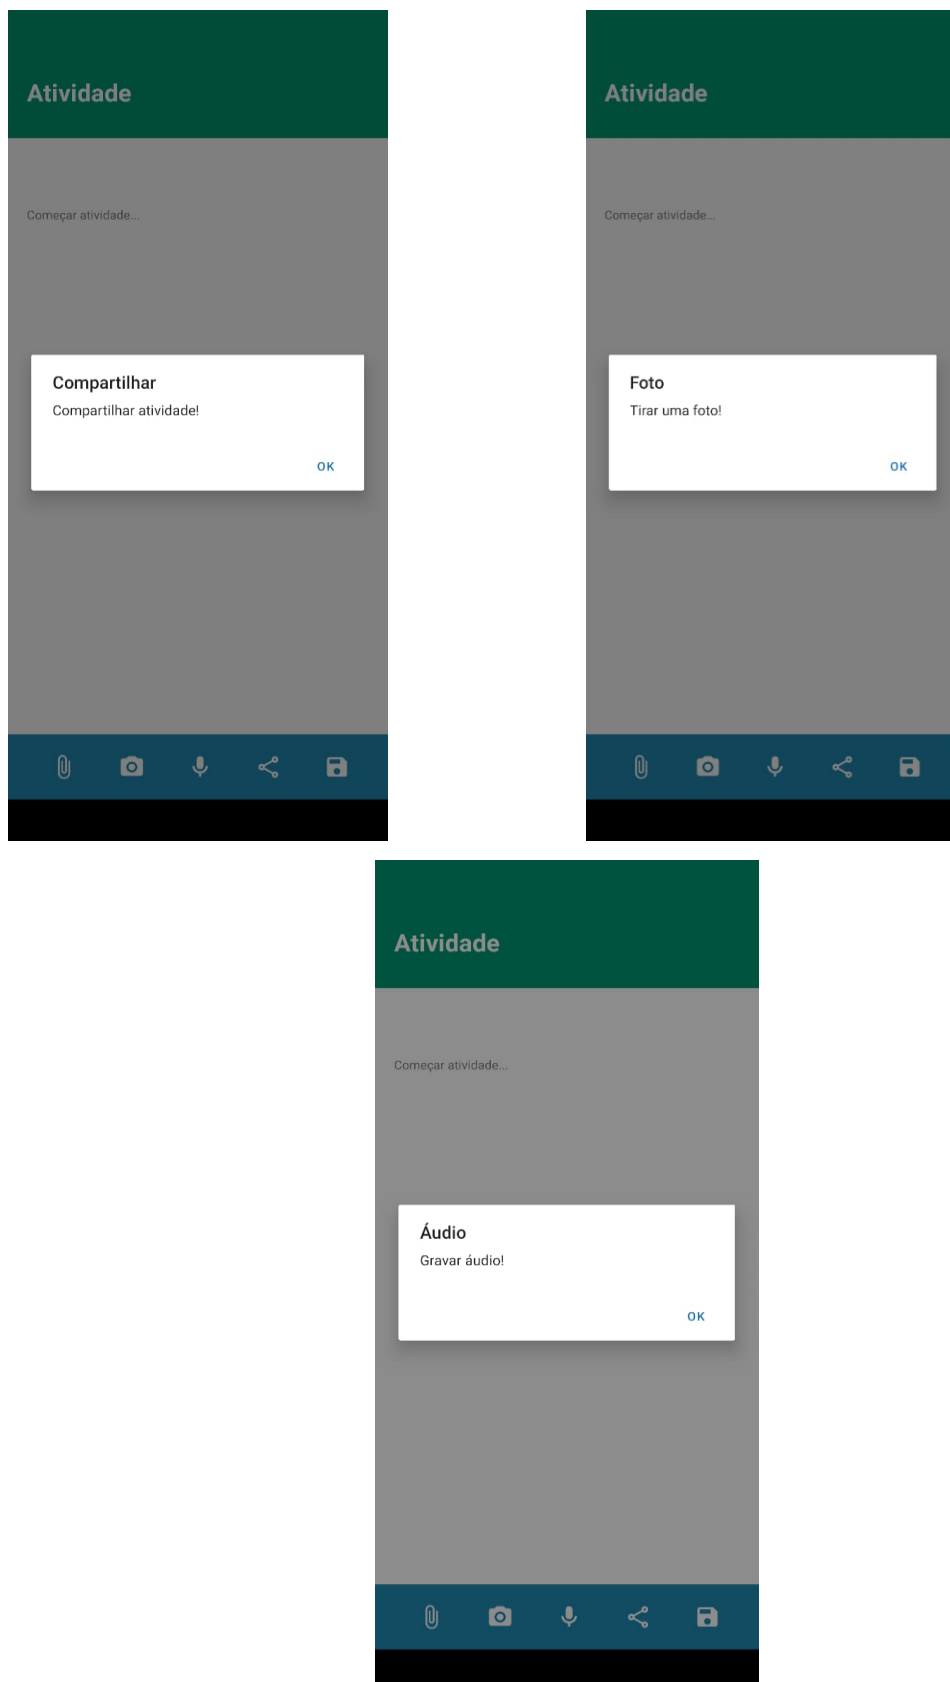 Atividade
Começar atividade...
Compartilhar
Compartilhar atividade!
OK
Atividade
Começar atividade...
Foto
Tirar uma foto!
OK
Atividade
Começar atividade...
Áudio
Gravar áudio!
OK